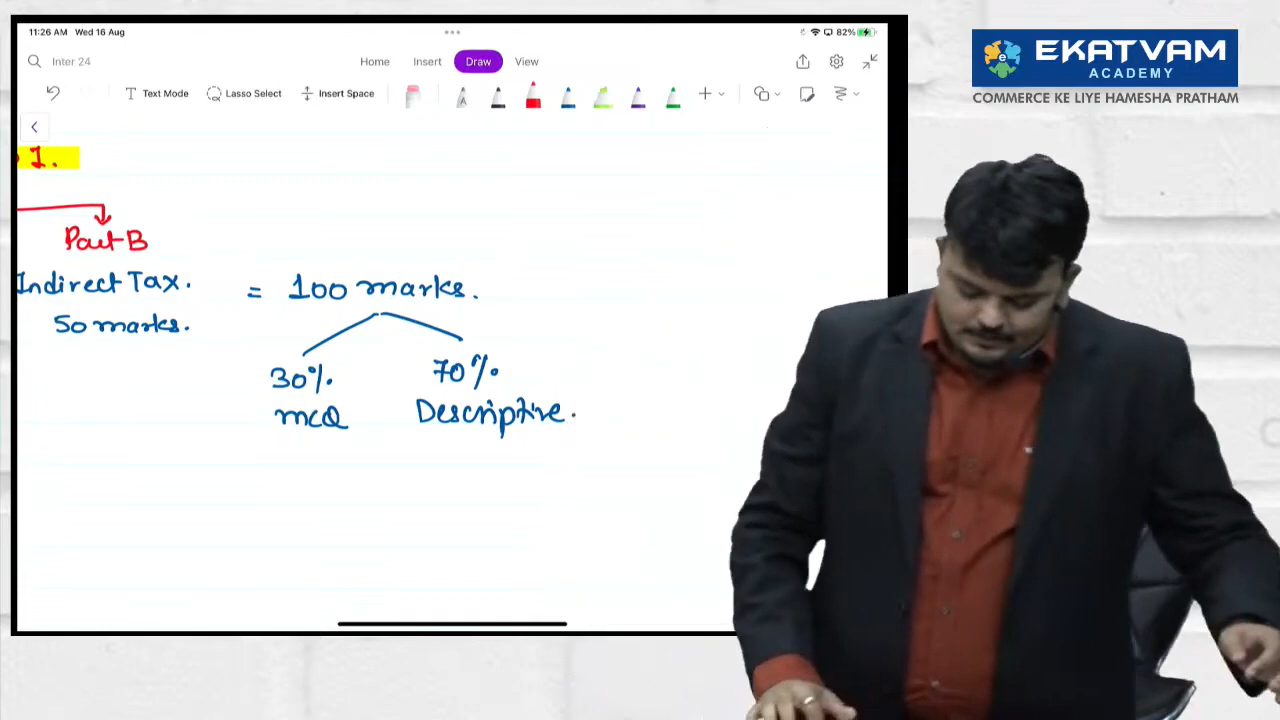 11:26 AM Wed 16 Aug
82%
EKATVAM
ACADEMY
COMMERCE KE LIYE HAMESHA PRATHAM
Inter 24
Home Insert Draw View
Text Mode Lasso Select Insert Space
I.
Part B
Indirect Tax. = 100 marks.
50 marks.
30% 70%
MCQ Descriptive.